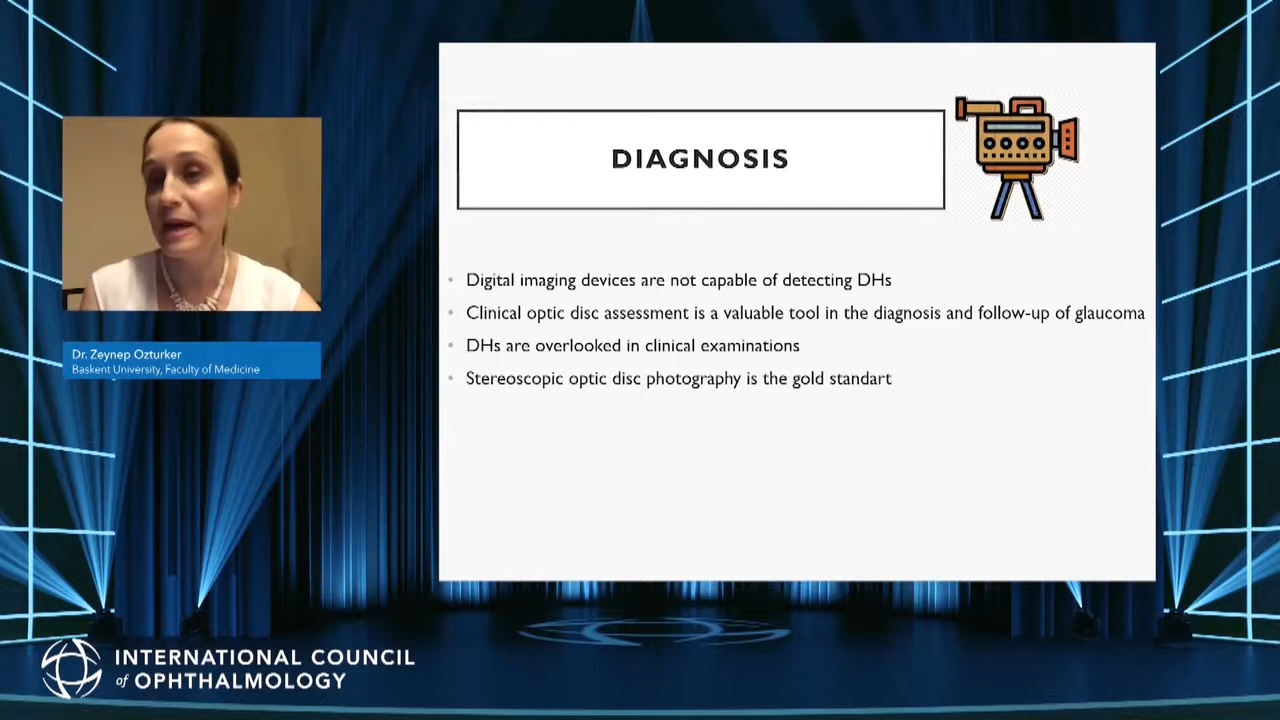 DIAGNOSIS
• Digital imaging devices are not capable of detecting DHs
• Clinical optic disc assessment is a valuable tool in the diagnosis and follow-up of glaucoma
• DHs are overlooked in clinical examinations
• Stereoscopic optic disc photography is the gold standart
Dr. Zeynep Ozturker
Baskent University, Faculty of Medicine
INTERNATIONAL COUNCIL
of OPHTHALMOLOGY